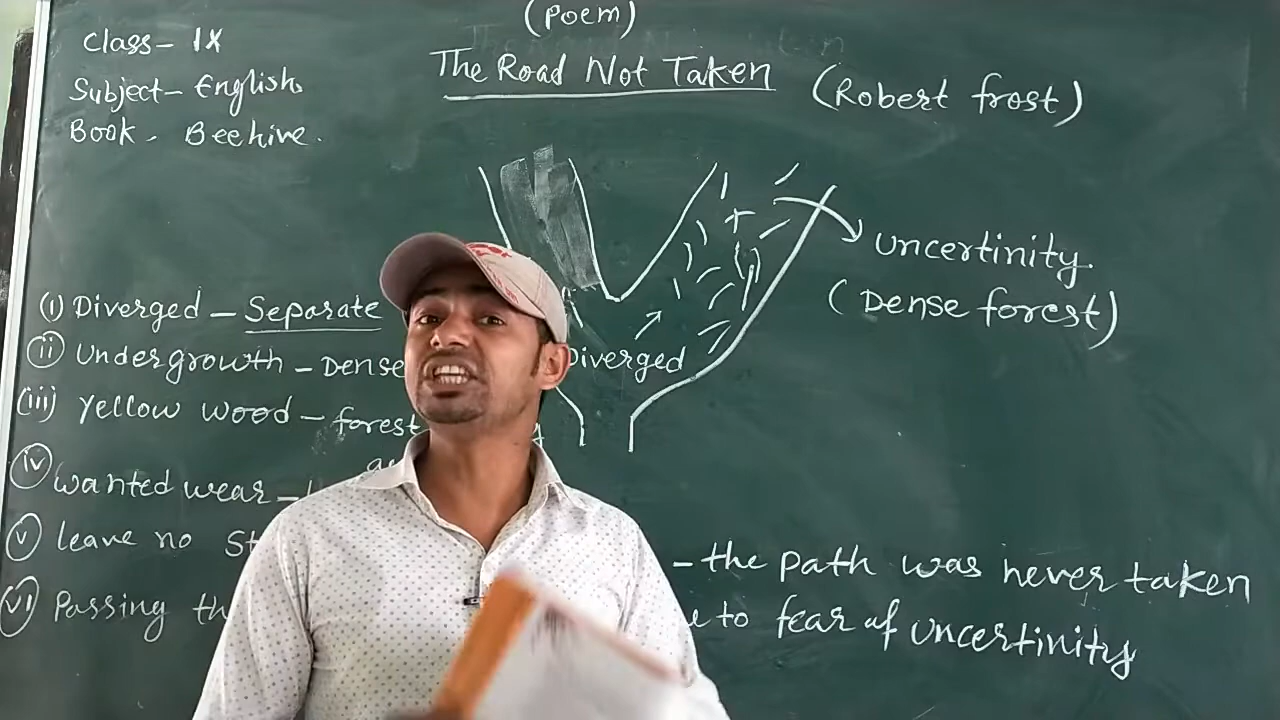 (Poem)
The Road Not Taken
(Robert frost)
Class- IX
Subject- English
Book - Beehive.
uncertinity.
(Dense forest)
Diverged
(i) Diverged - Separate
(ii) Undergrowth - Dense
(iii) Yellow wood - forest
(iv) wanted wear -
(v) leave no
(vi) Passing
- the path was never taken
to fear of uncertinity